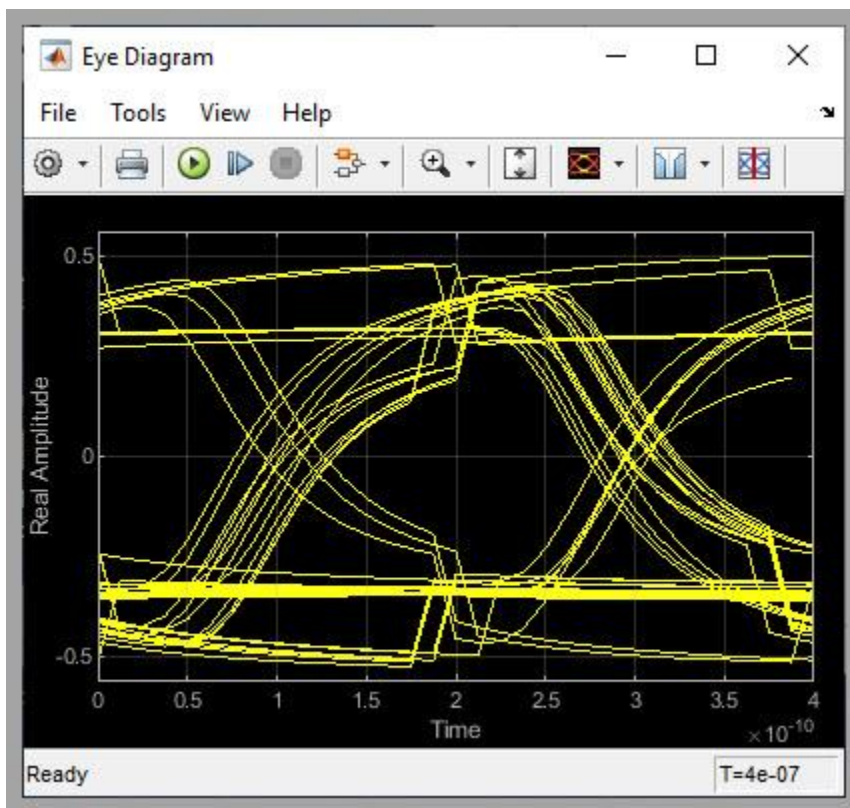 Eye Diagram
File Tools View Help
0.5
0
-0.5
Real Amplitude
0 0.5 1 1.5 2 2.5 3 3.5 4
Time
×10⁻¹⁰
Ready T=4e-07